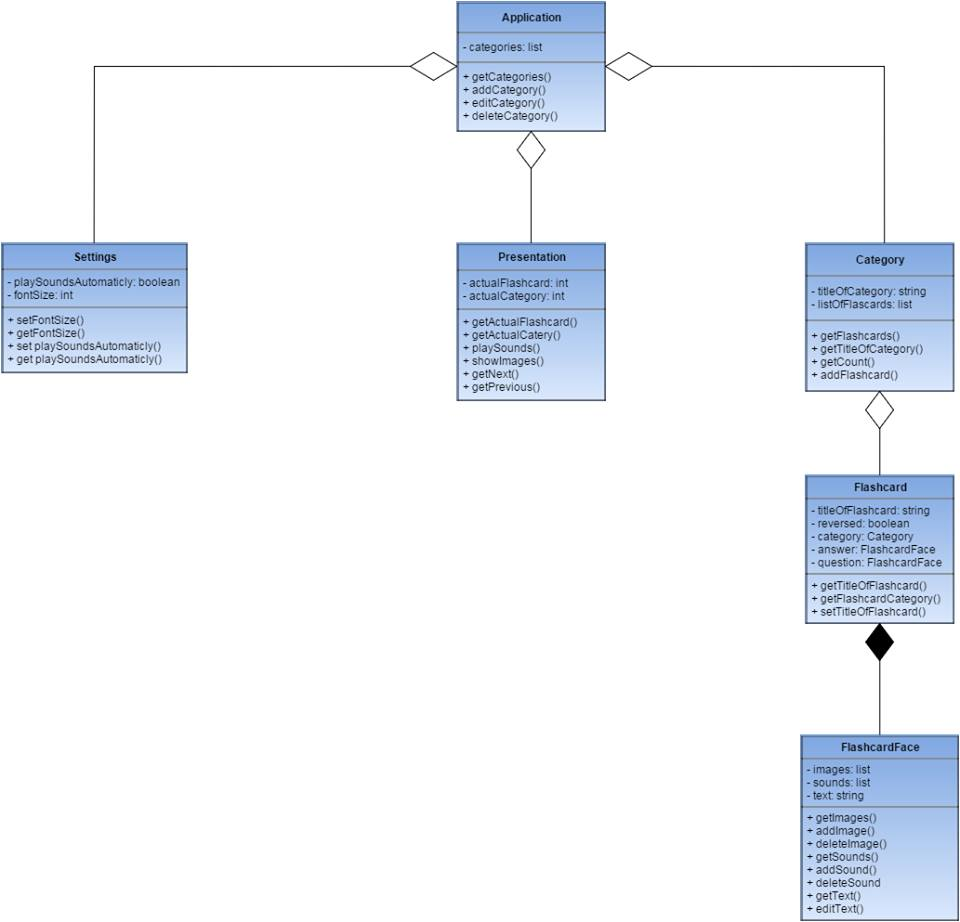 Application
- categories: list
+ getCategories()
+ addCategory()
+ editCategory()
+ deleteCategory()
Settings
- playSoundsAutomaticly: boolean
- fontSize: int
+ setFontSize()
+ getFontSize()
+ set playSoundsAutomaticly()
+ get playSoundsAutomaticly()
Presentation
- actualFlashcard: int
- actualCategory: int
+ getActualFlashcard()
+ getActualCatery()
+ playSounds()
+ showImages()
+ getNext()
+ getPrevious()
Category
- titleOfCategory: string
- listOfFlascards: list
+ getFlashcards()
+ getTitleOfCategory()
+ getCount()
+ addFlashcard()
Flashcard
- titleOfFlashcard: string
- reversed: boolean
- category: Category
- answer: FlashcardFace
- question: FlashcardFace
+ getTitleOfFlashcard()
+ getFlashcardCategory()
+ setTitleOfFlashcard()
FlashcardFace
- images: list
- sounds: list
- text: string
+ getImages()
+ addImage()
+ deleteImage()
+ getSounds()
+ addSound()
+ deleteSound
+ getText()
+ editText()